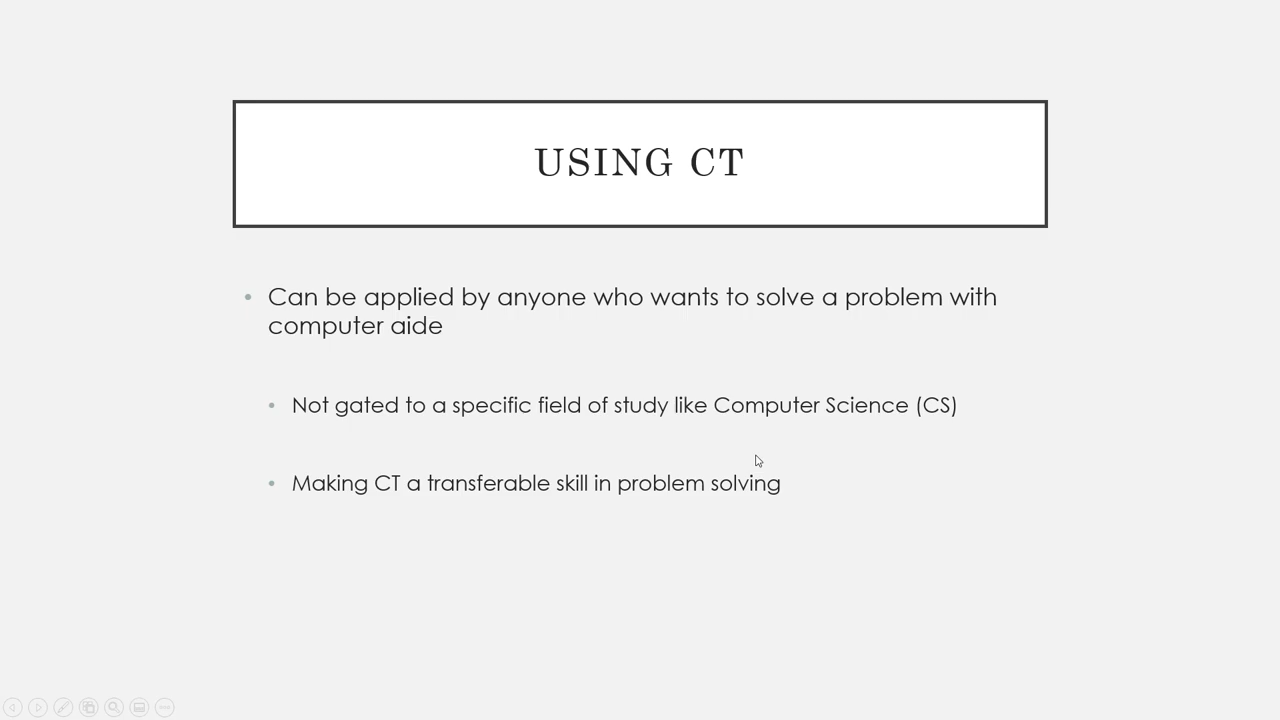 USING CT
• Can be applied by anyone who wants to solve a problem with
computer aide
• Not gated to a specific field of study like Computer Science (CS)
• Making CT a transferable skill in problem solving